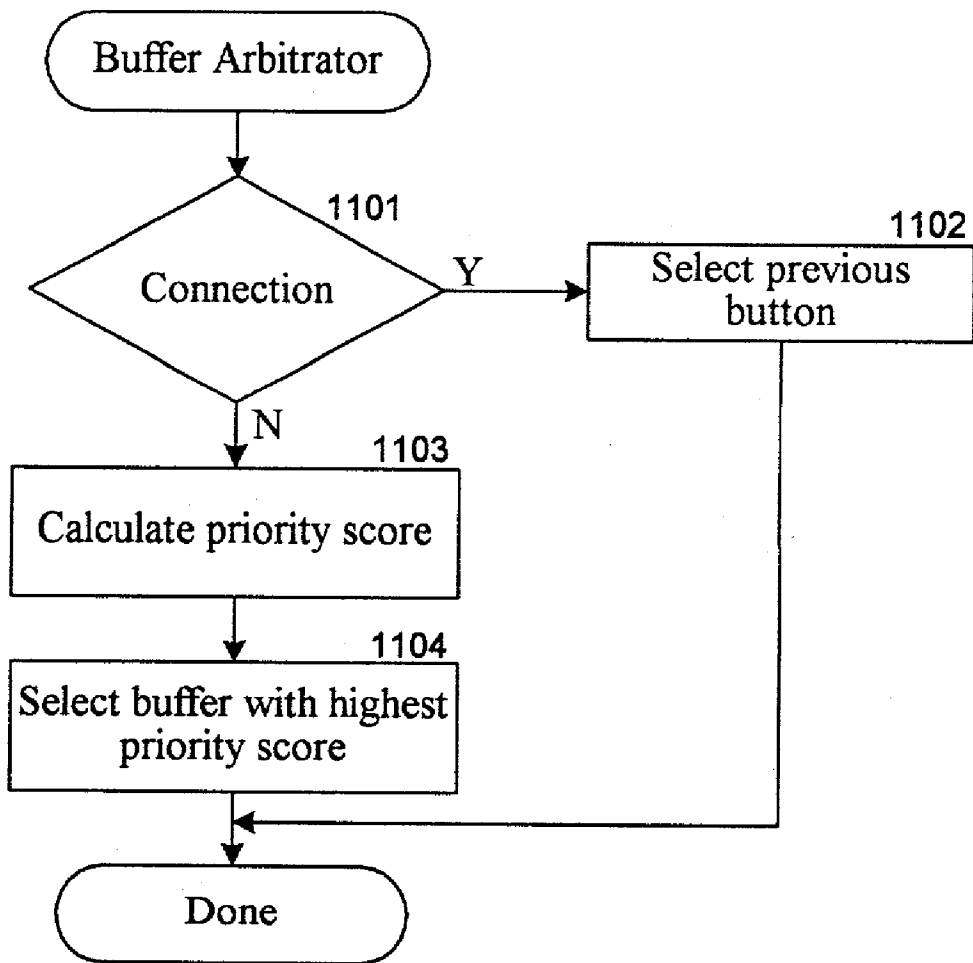 Buffer Arbitrator
1101
Connection
Y
1102
Select previous
button
N
1103
Calculate priority score
1104
Select buffer with highest
priority score
Done